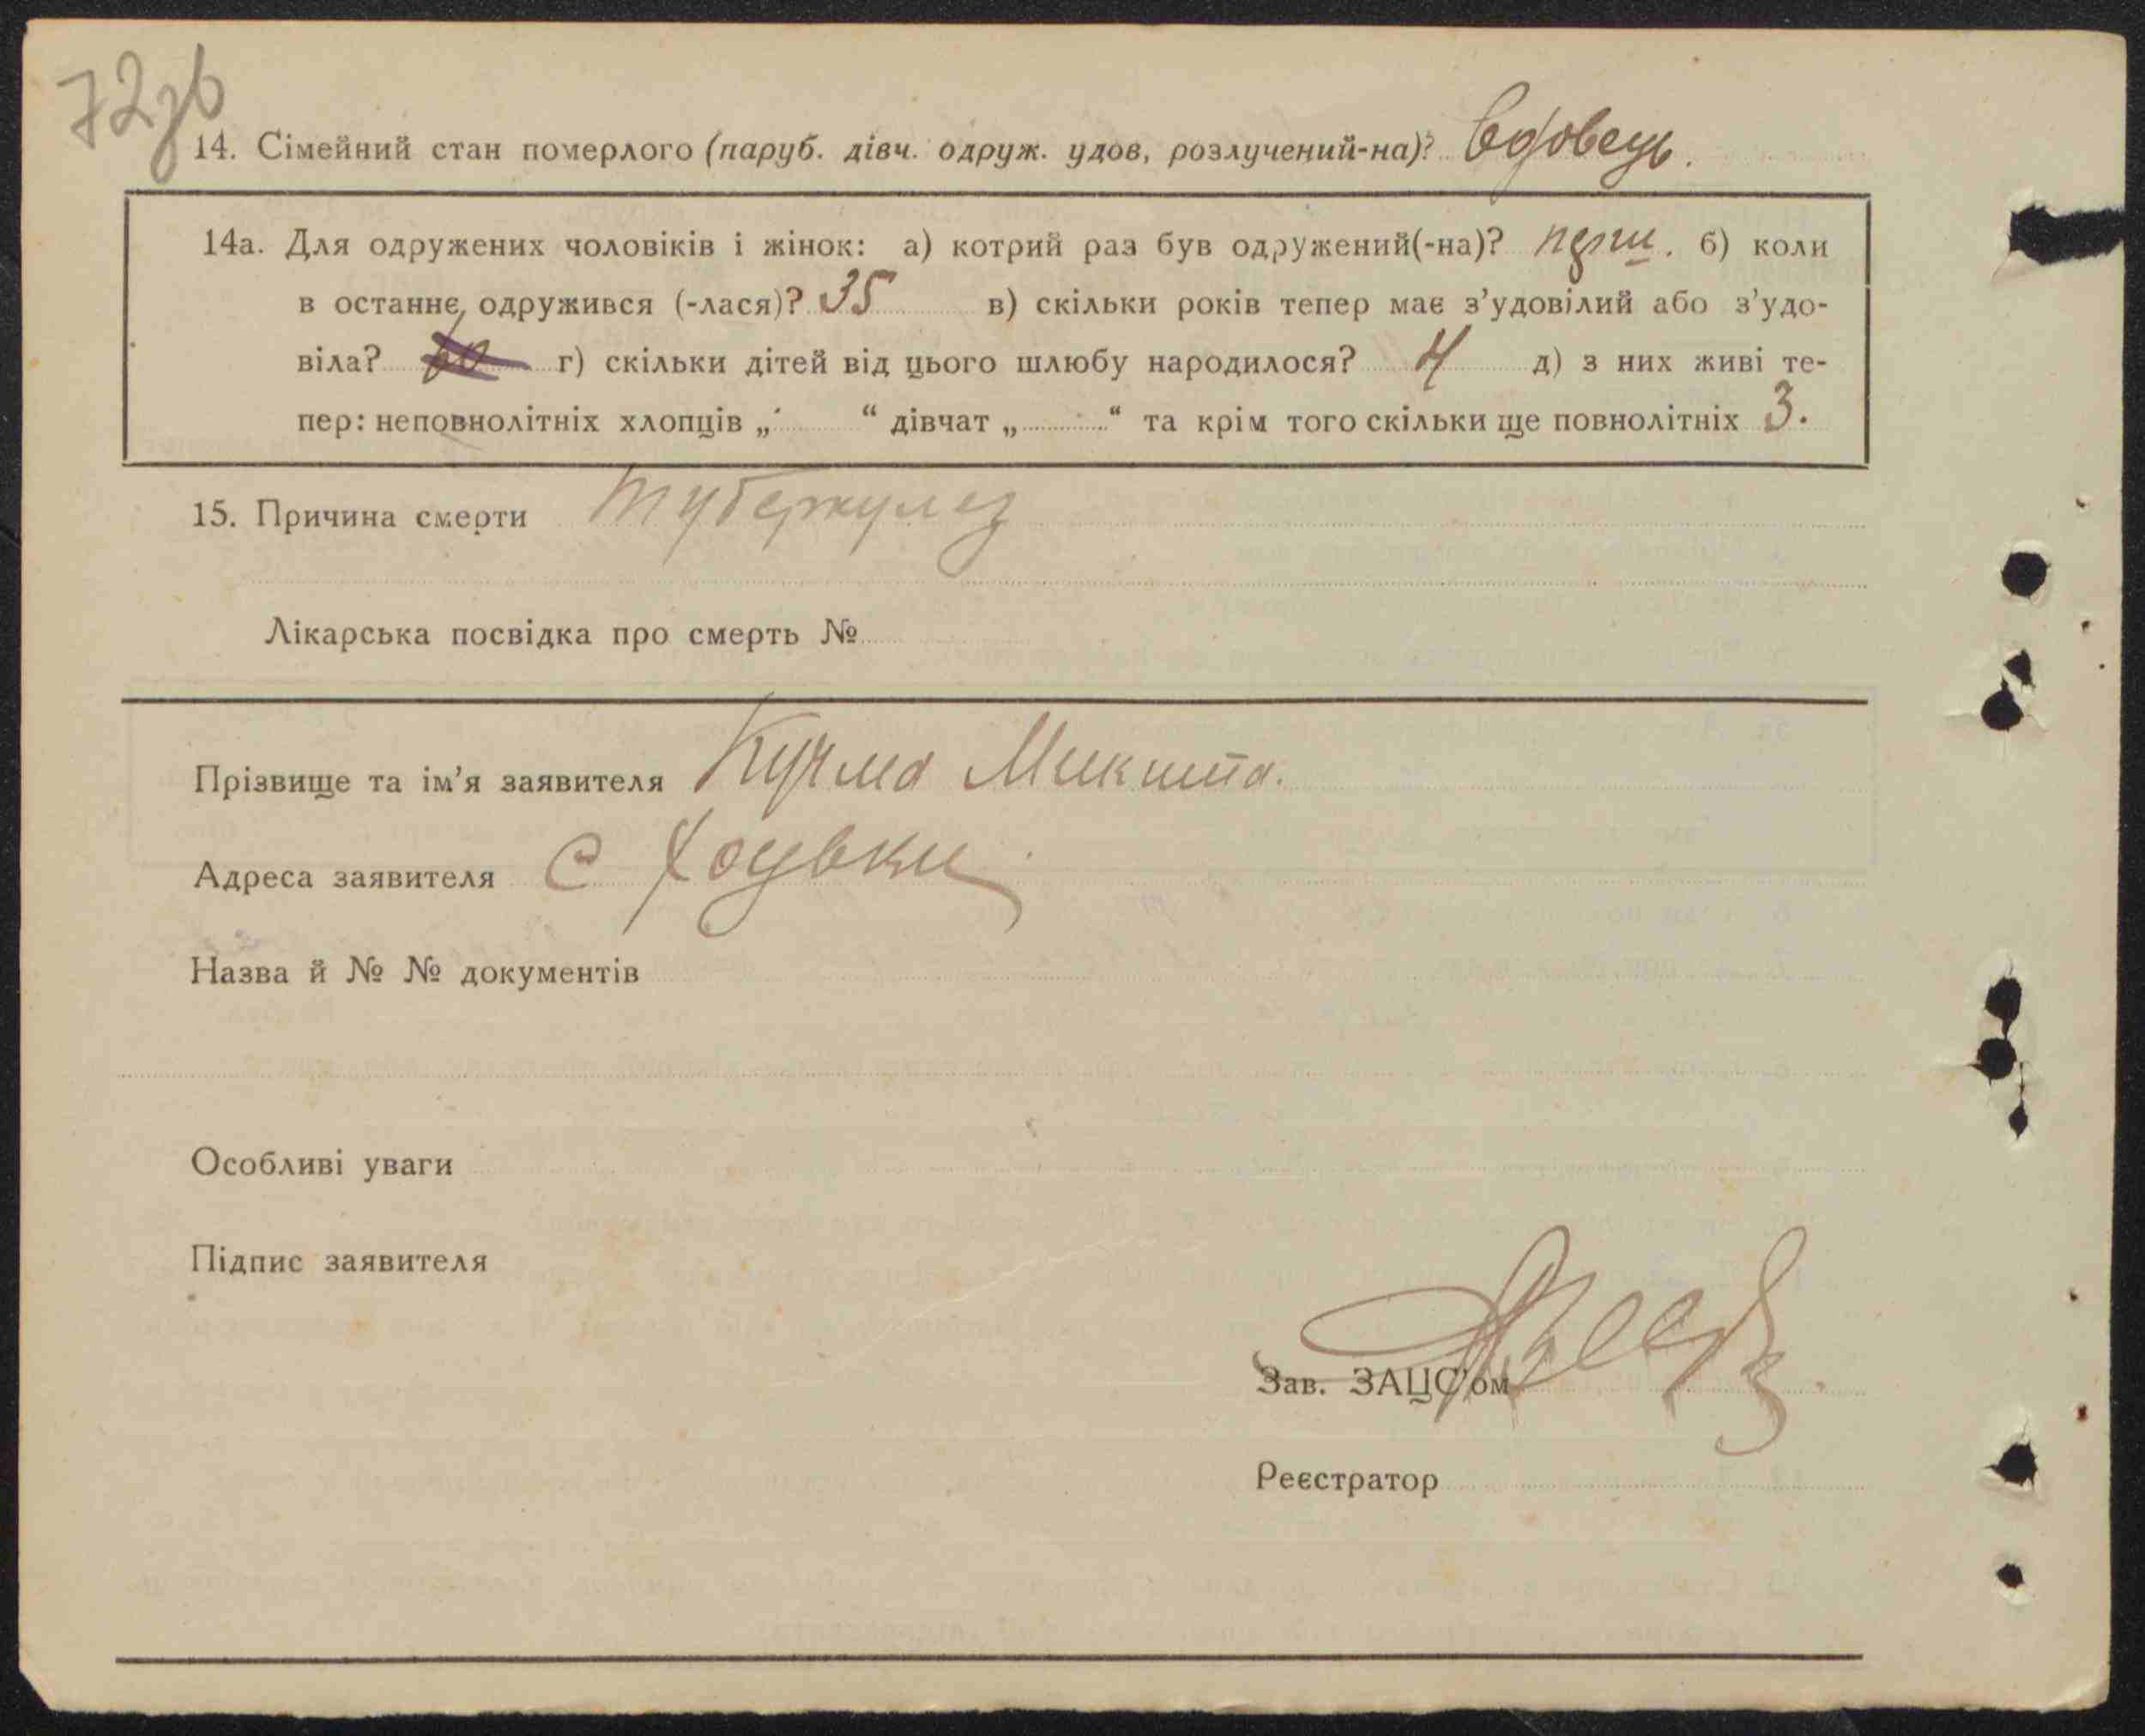 72зв
14. Сімейний стан померлого (паруб. дівч. одруж. удов, розлучений-на)? Вдовець.
14а. Для одружених чоловіків і жінок: а) котрий раз був одружений(-на)? перш. б) коли
в останнє одружився (-лася)? 35 в) скільки років тепер має з'удовілий або з'удо-
віла? 60 г) скільки дітей від цього шлюбу народилося? 4 д) з них живі те-
пер: неповнолітніх хлопців „ “ дівчат „ “ та крім того скільки ще повнолітніх 3.
15. Причина смерти туберкулез
Лікарська посвідка про смерть №
Прізвище та ім'я заявителя Кучма Микита.
Адреса заявителя С
Назва й № № документів
Особливі уваги
Підпис заявителя
Зав. ЗАЦС'ом
Реєстратор